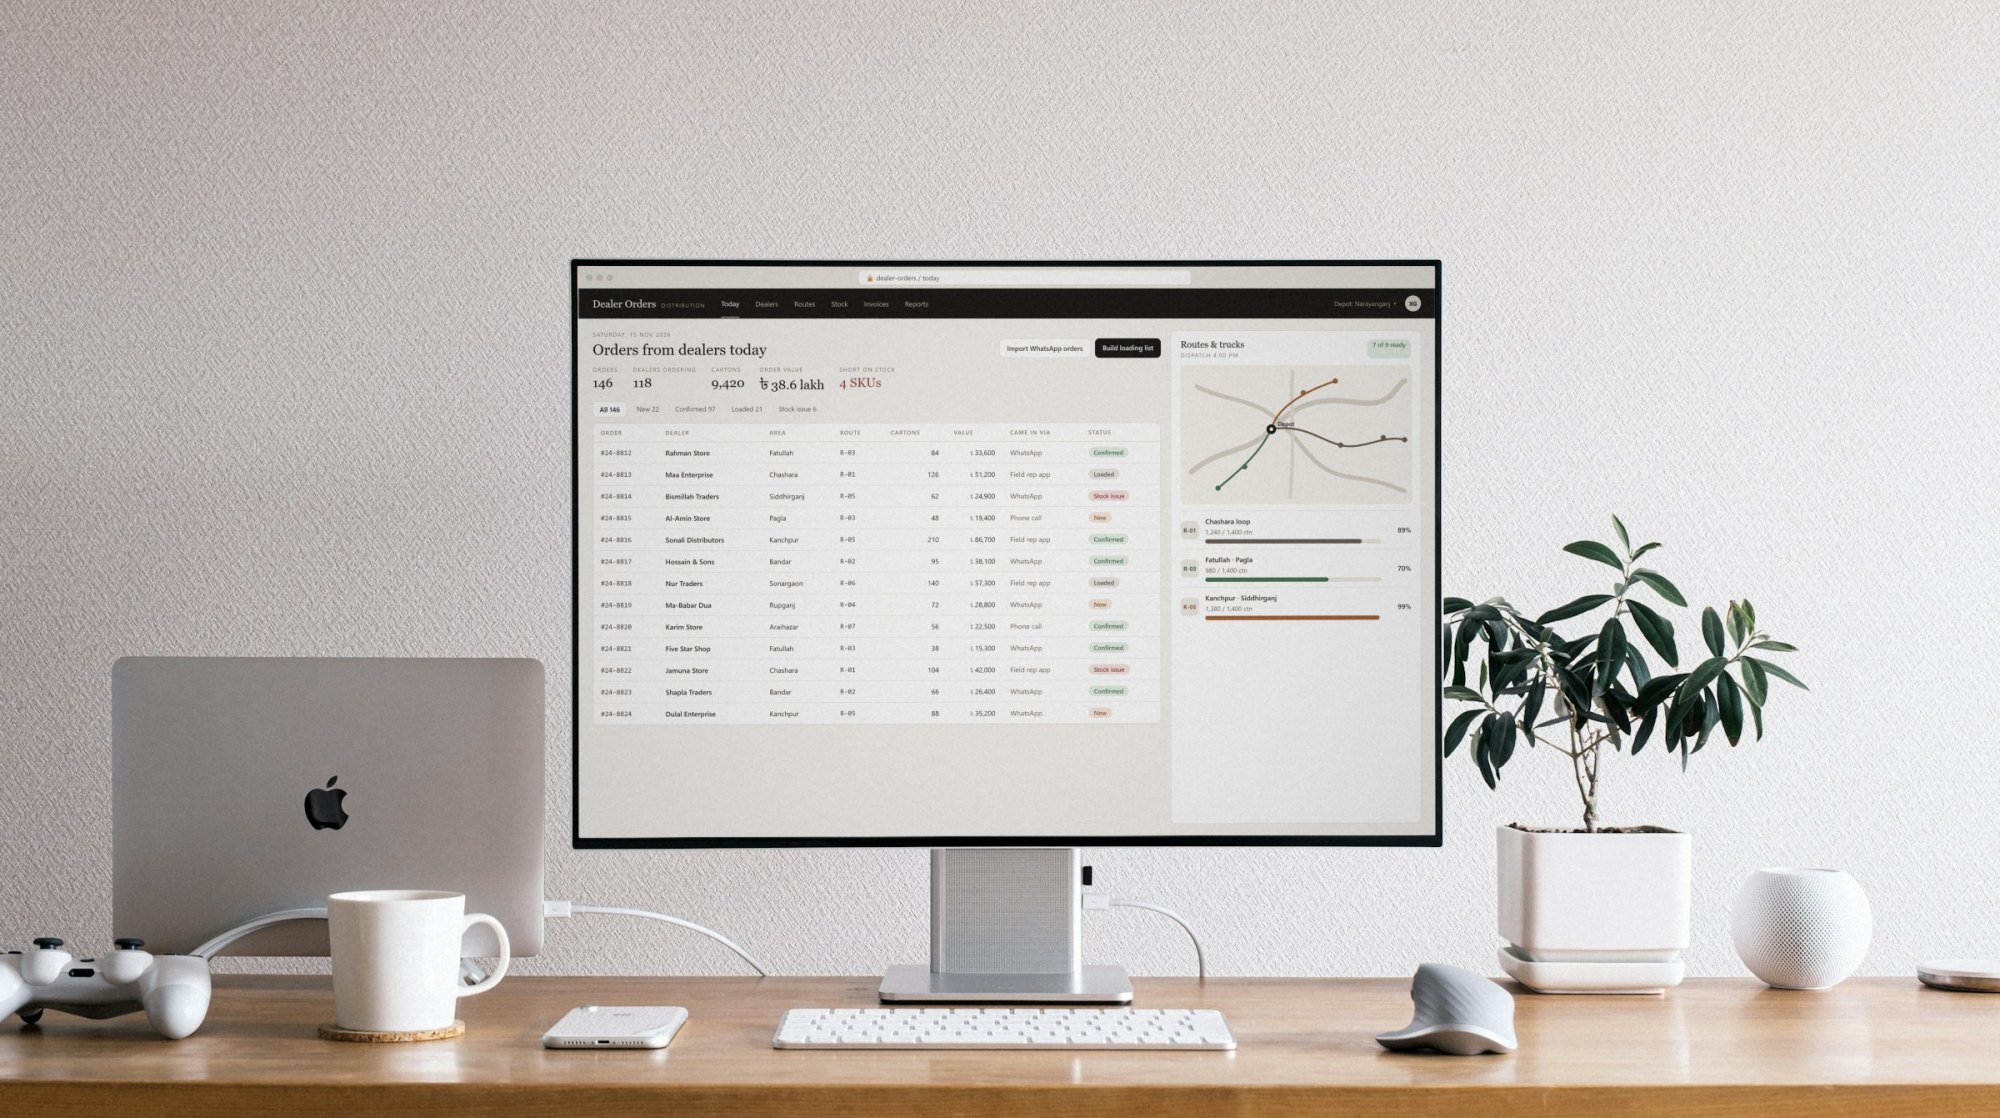 dealer-orders / today
Dealer Orders DISTRIBUTION Today Dealers Routes Stock Invoices Reports Depot: Narayanganj XG
SATURDAY, 15 NOV 2026
Orders from dealers today
Import WhatsApp orders Build loading list
ORDERS DEALERS ORDERING CARTONS ORDER VALUE SHORT ON STOCK
146 118 9,420 ৳ 38.6 lakh 4 SKUs
All 146 New 22 Confirmed 97 Loaded 21 Stock issue 6
ORDER DEALER AREA ROUTE CARTONS VALUE CAME IN VIA STATUS
#24-8812 Rahman Store Fatullah R-03 84 ৳ 33,600 WhatsApp Confirmed
#24-8813 Maa Enterprise Chashara R-01 126 ৳ 51,200 Field rep app Loaded
#24-8814 Bismillah Traders Siddhirganj R-05 62 ৳ 24,900 WhatsApp Stock issue
#24-8815 Al-Amin Store Pagla R-03 48 ৳ 19,400 Phone call New
#24-8816 Sonali Distributors Kanchpur R-05 210 ৳ 86,700 Field rep app Confirmed
#24-8817 Hossain & Sons Bandar R-02 95 ৳ 38,100 WhatsApp Confirmed
#24-8818 Nur Traders Sonargaon R-06 140 ৳ 57,300 Field rep app Loaded
#24-8819 Ma-Babar Dua Rupganj R-04 72 ৳ 28,800 WhatsApp New
#24-8820 Karim Store Araihazar R-07 56 ৳ 22,500 Phone call Confirmed
#24-8821 Five Star Shop Fatullah R-03 38 ৳ 15,300 WhatsApp Confirmed
#24-8822 Jamuna Store Chashara R-01 104 ৳ 42,000 Field rep app Stock issue
#24-8823 Shapla Traders Bandar R-02 66 ৳ 26,400 WhatsApp Confirmed
#24-8824 Dulal Enterprise Kanchpur R-05 88 ৳ 35,200 WhatsApp New
Routes & trucks 7 of 9 ready
DISPATCH 4:00 PM
Depot
R-01 Chashara loop 89%
1,240 / 1,400 ctn
R-03 Fatullah · Pagla 70%
980 / 1,400 ctn
R-05 Kanchpur · Siddhirganj 99%
1,380 / 1,400 ctn